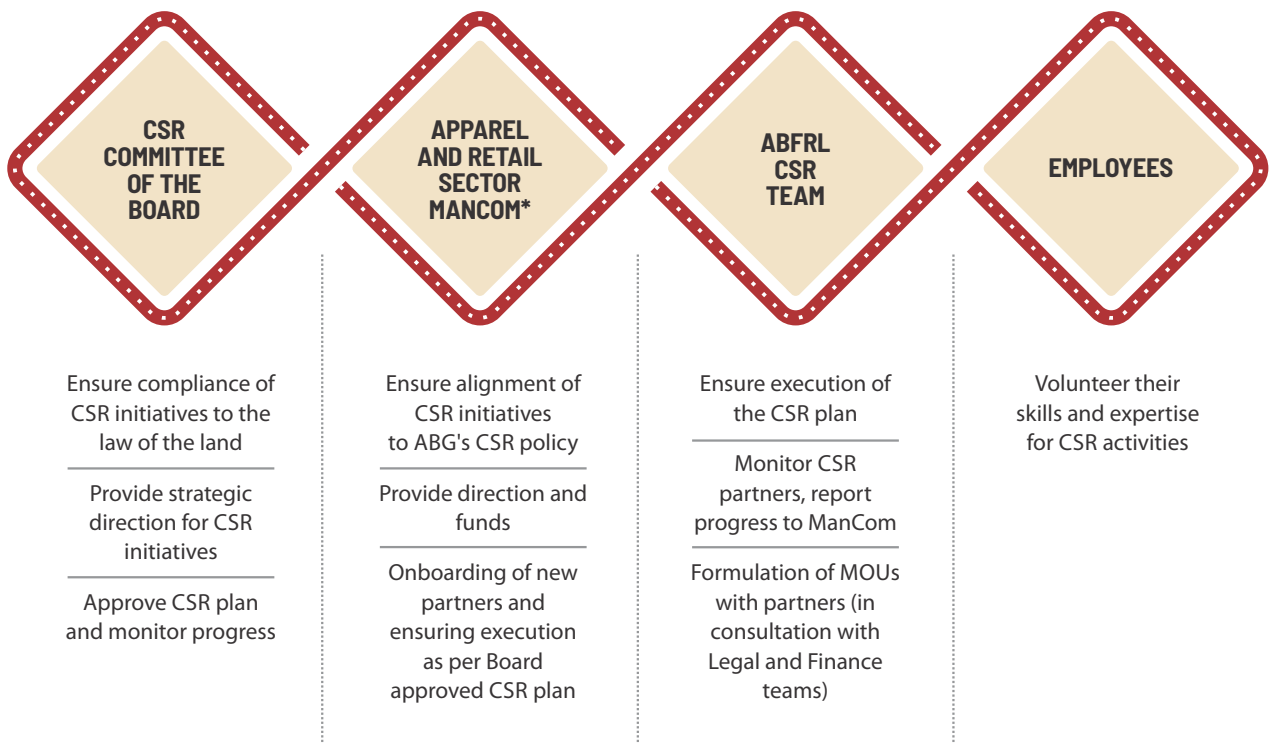 CSR
COMMITTEE
OF THE
BOARD
APPAREL
AND RETAIL
SECTOR
MANCOM*
ABFRL
CSR
TEAM
EMPLOYEES
Ensure compliance of
CSR initiatives to the
law of the land
Provide strategic
direction for CSR
initiatives
Approve CSR plan
and monitor progress
Ensure alignment of
CSR initiatives
to ABG's CSR policy
Provide direction and
funds
Onboarding of new
partners and
ensuring execution
as per Board
approved CSR plan
Ensure execution of
the CSR plan
Monitor CSR
partners, report
progress to ManCom
Formulation of MOUs
with partners (in
consultation with
Legal and Finance
teams)
Volunteer their
skills and expertise
for CSR activities